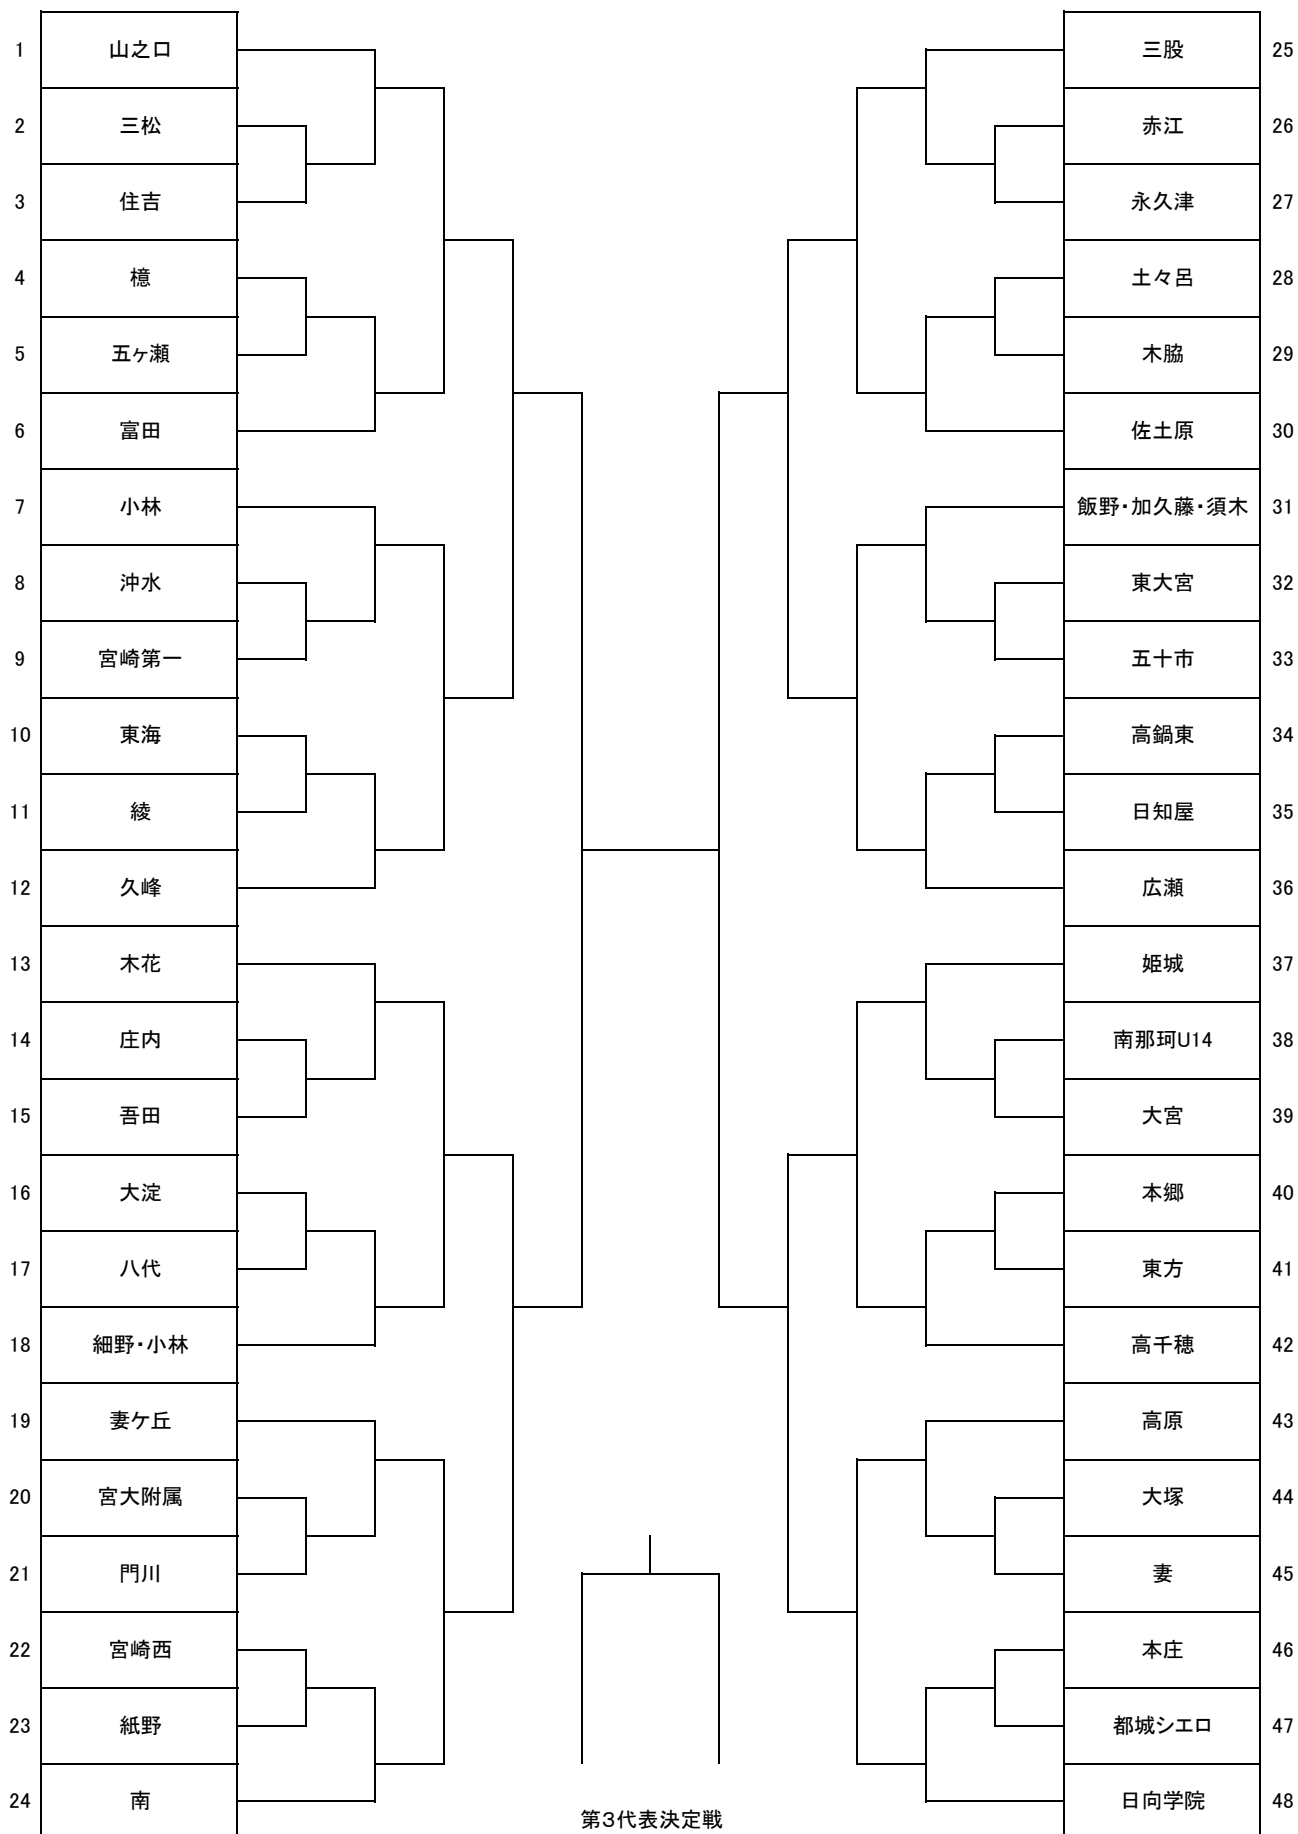 1 山之口
2 三松
3 住吉
4 檍
5 五ヶ瀬
6 富田
7 小林
8 沖水
9 宮崎第一
10 東海
11 綾
12 久峰
13 木花
14 庄内
15 吾田
16 大淀
17 八代
18 細野・小林
19 妻ケ丘
20 宮大附属
21 門川
22 宮崎西
23 紙野
24 南
三股 25
赤江 26
永久津 27
土々呂 28
木脇 29
佐土原 30
飯野・加久藤・須木 31
東大宮 32
五十市 33
高鍋東 34
日知屋 35
広瀬 36
姫城 37
南那珂U14 38
大宮 39
本郷 40
東方 41
高千穂 42
高原 43
大塚 44
妻 45
本庄 46
都城シエロ 47
日向学院 48
第3代表決定戦